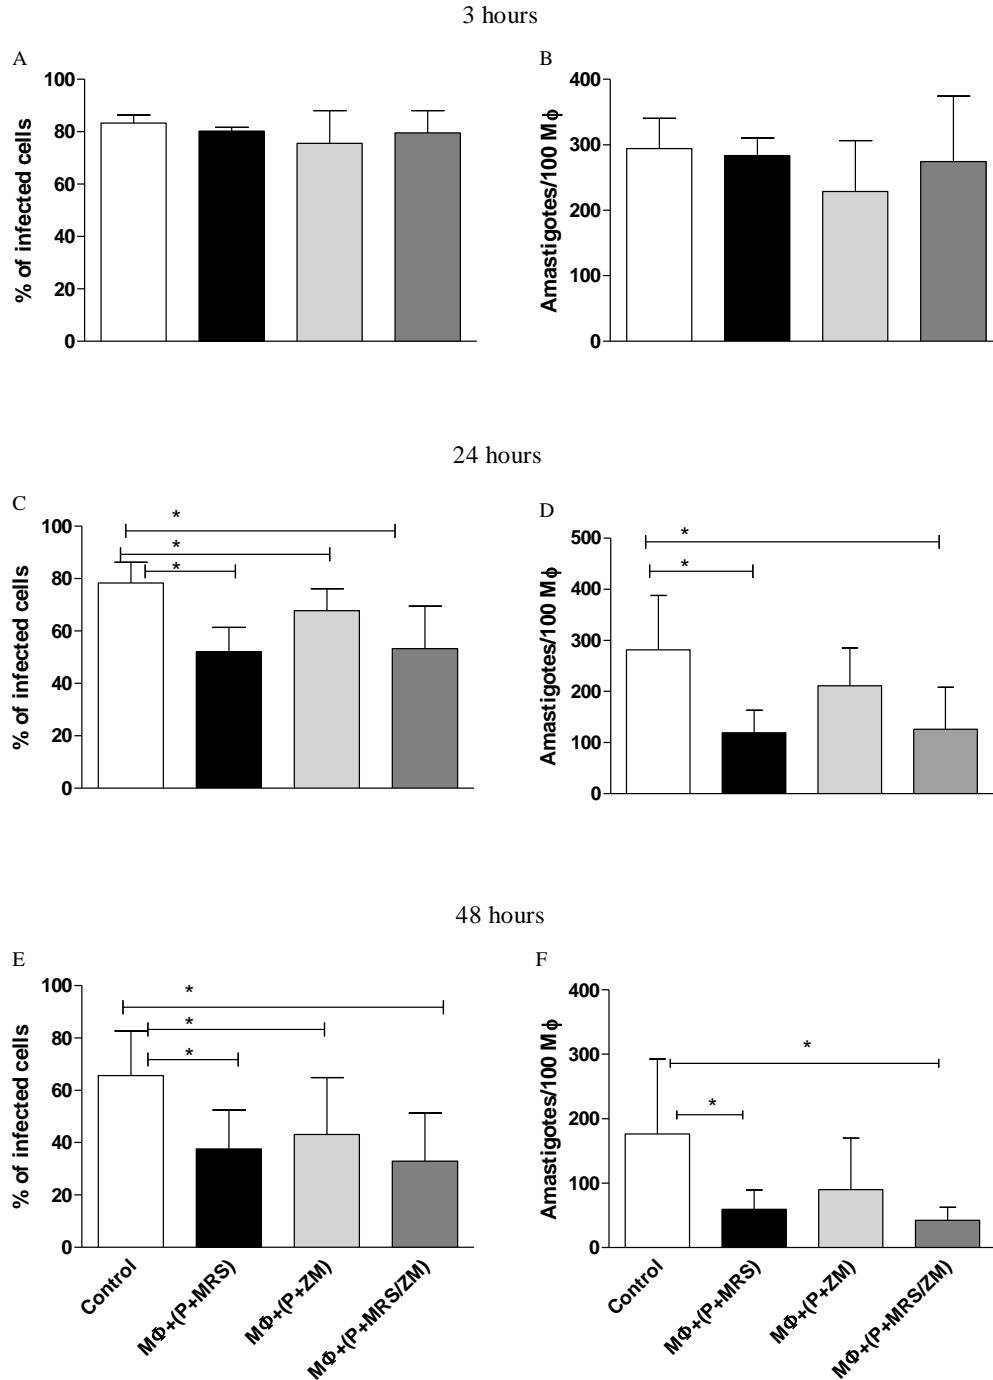 3 hours
A
B
% of infected cells
100
80
60
40
20
0
Amastigotes/100 Mϕ
400
300
200
100
0
24 hours
C
D
% of infected cells
100
80
60
40
20
0
*
*
*
Amastigotes/100 Mϕ
500
400
300
200
100
0
*
*
48 hours
E
F
% of infected cells
100
80
60
40
20
0
*
*
*
Control
MΦ+(P+MRS)
MΦ+(P+ZM)
MΦ+(P+MRS/ZM)
Amastigotes/100 Mϕ
400
300
200
100
0
*
*
Control
MΦ+(P+MRS)
MΦ+(P+ZM)
MΦ+(P+MRS/ZM)